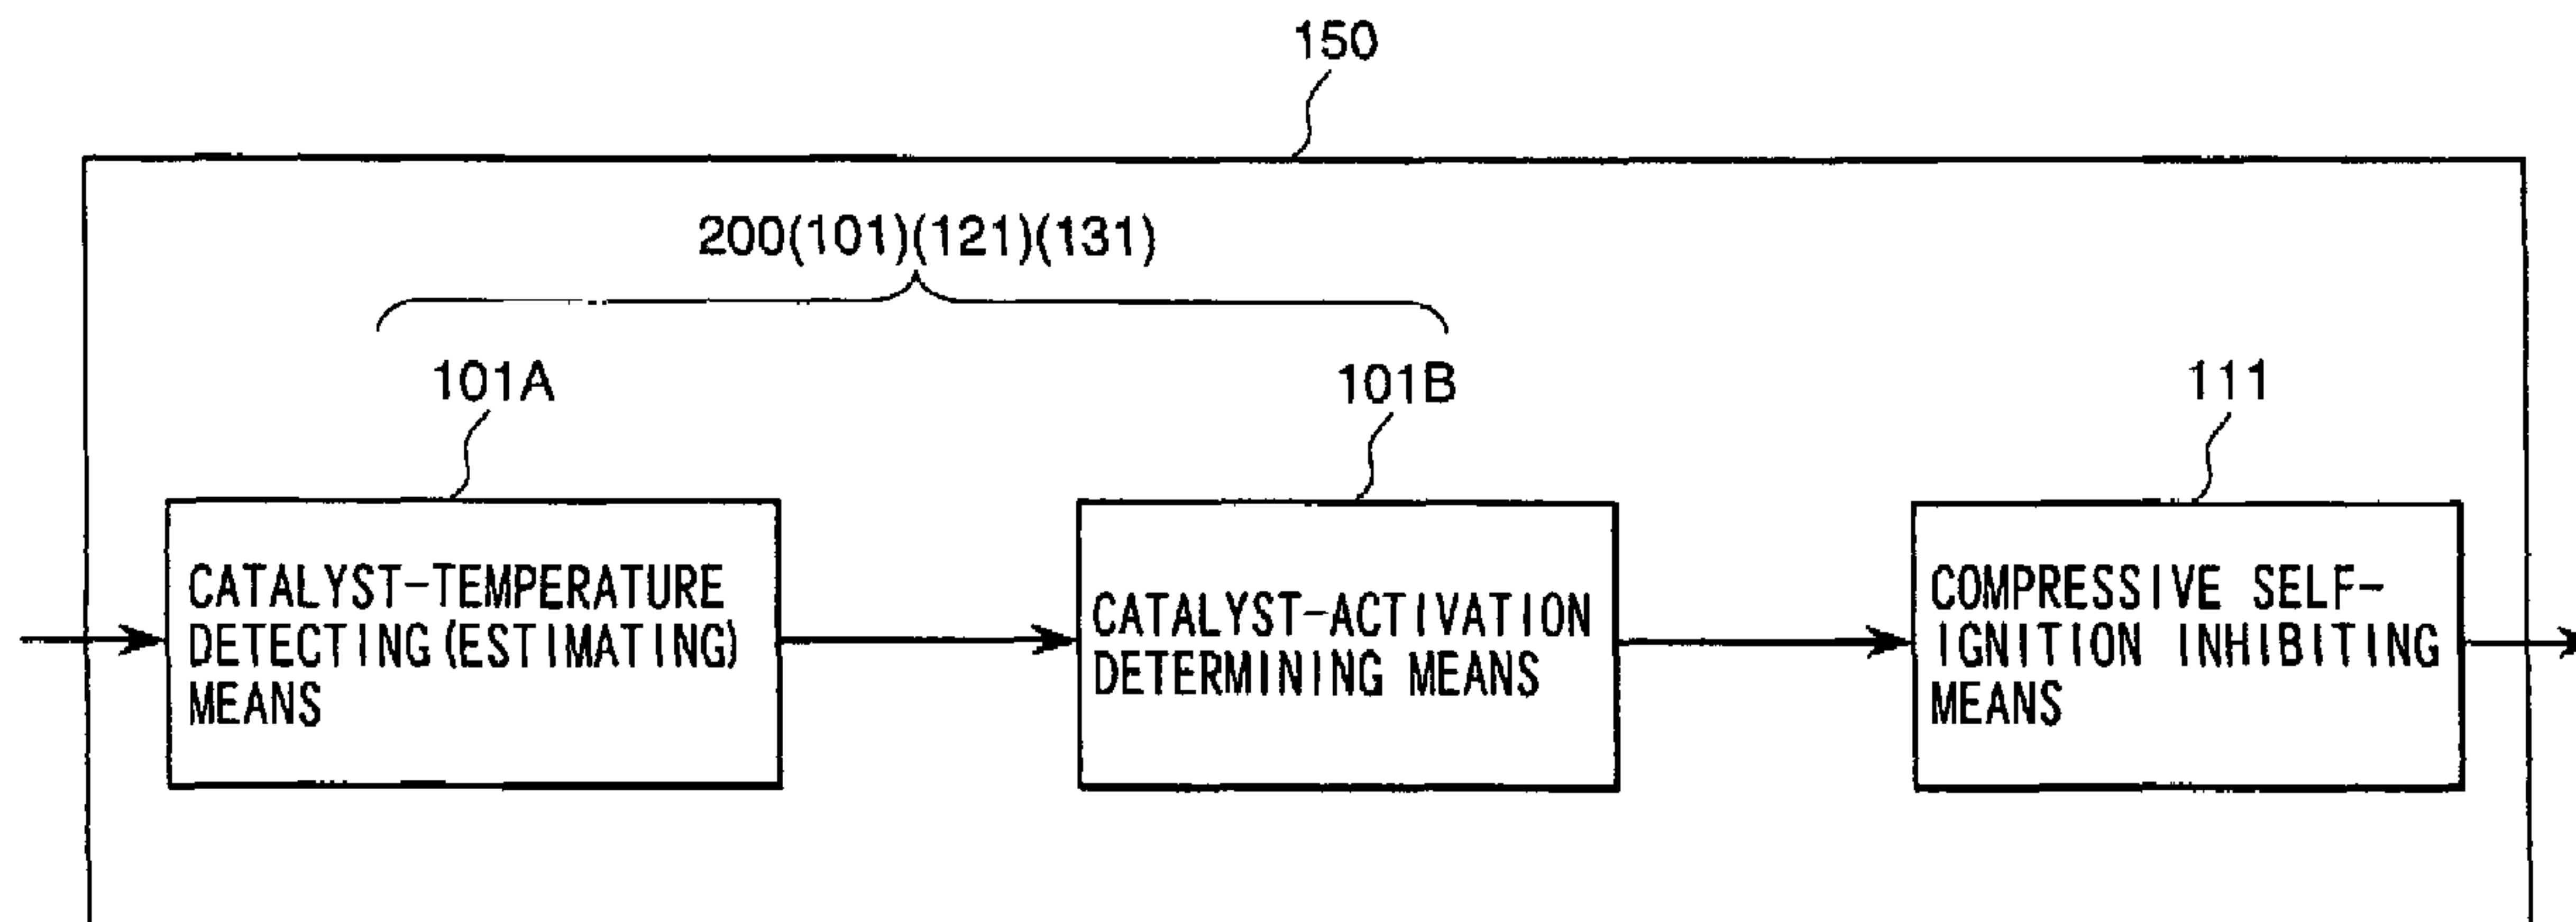 150
200(101)(121)(131)
101A
101B
111
CATALYST-TEMPERATURE
DETECTING(ESTIMATING)
MEANS
CATALYST-ACTIVATION
DETERMINING MEANS
COMPRESSIVE SELF-
IGNITION INHIBITING
MEANS